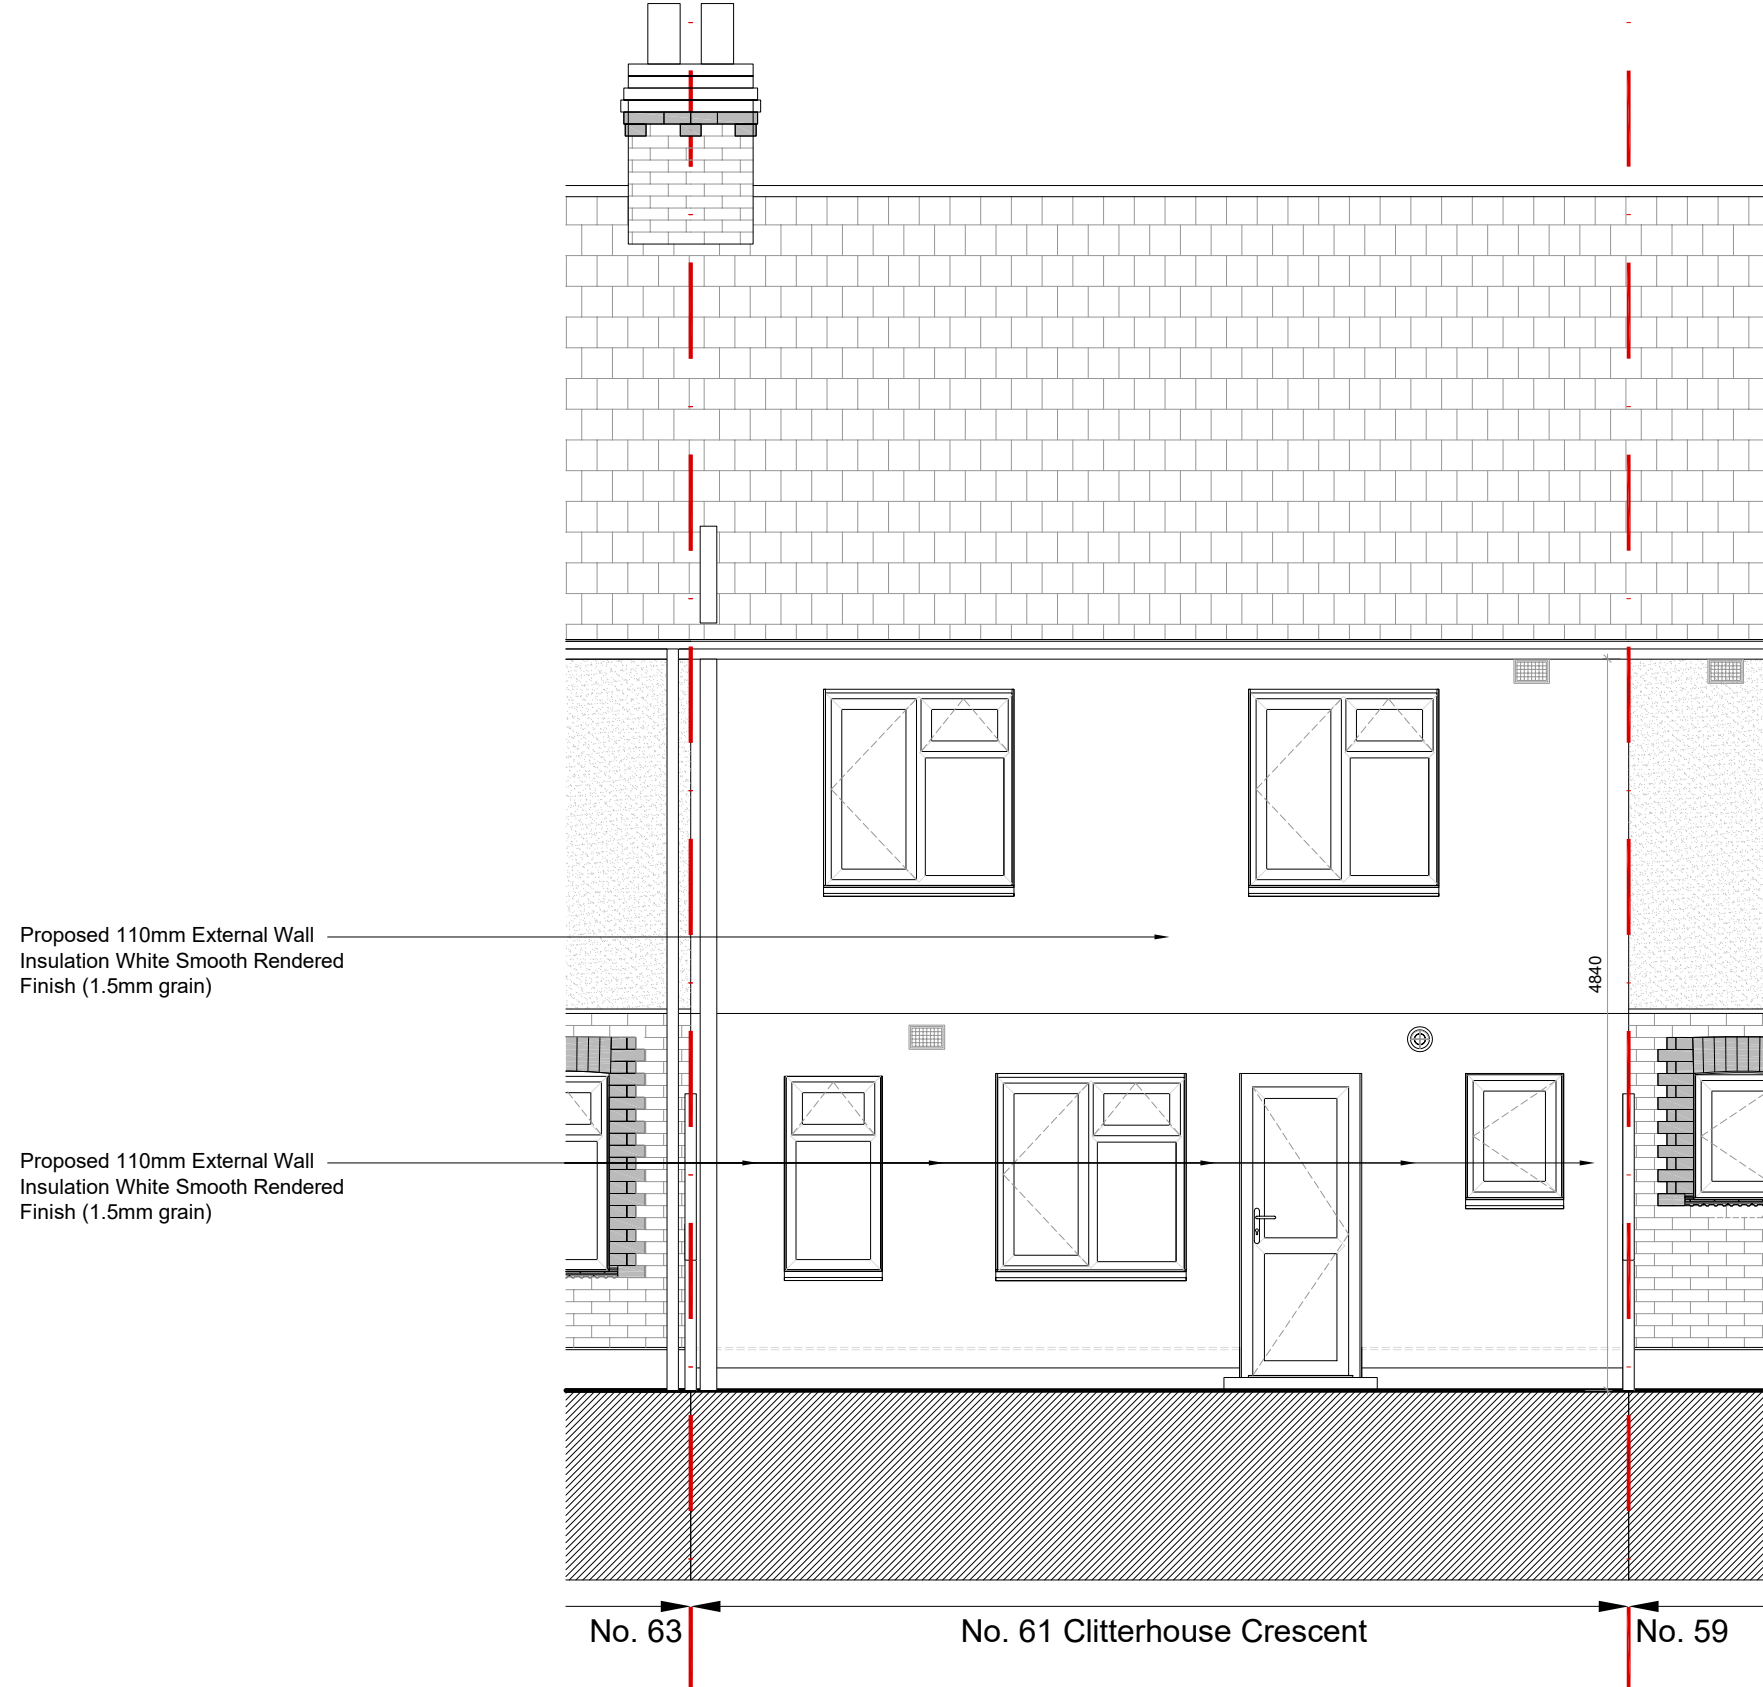 Proposed 110mm External Wall
Insulation White Smooth Rendered
Finish (1.5mm grain)
4840
Proposed 110mm External Wall
Insulation White Smooth Rendered
Finish (1.5mm grain)
No. 63
No. 61 Clitterhouse Crescent
No. 59